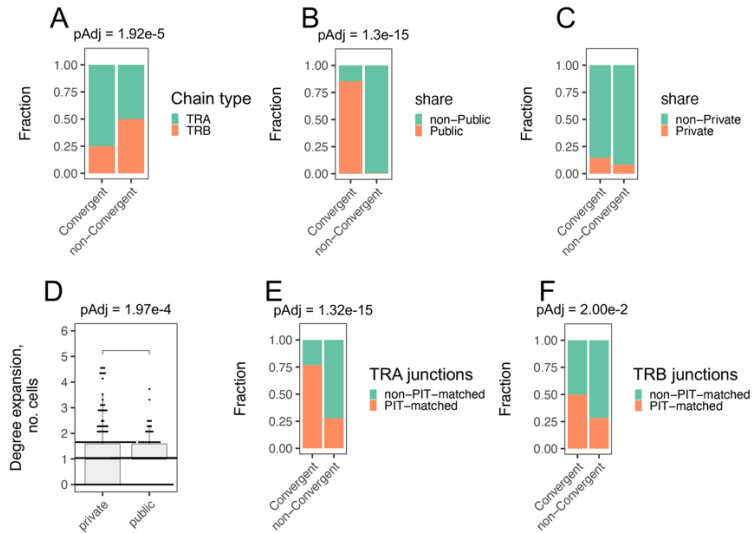 A
pAdj = 1.92e-5
1.00
0.75
0.50
0.25
0.00
Fraction
Convergent
non-Convergent
Chain type
TRA
TRB
B
pAdj = 1.3e-15
1.00
0.75
0.50
0.25
0.00
Fraction
Convergent
non-Convergent
share
non-Public
Public
C
1.00
0.75
0.50
0.25
0.00
Fraction
Convergent
non-Convergent
share
non-Private
Private
D
pAdj = 1.97e-4
6
5
4
3
2
1
0
Degree expansion,
no. cells
private
public
E
pAdj = 1.32e-15
1.00
0.75
0.50
0.25
0.00
Fraction
Convergent
non-Convergent
TRA junctions
non-PIT-matched
PIT-matched
F
pAdj = 2.00e-2
1.00
0.75
0.50
0.25
0.00
Fraction
Convergent
non-Convergent
TRB junctions
non-PIT-matched
PIT-matched